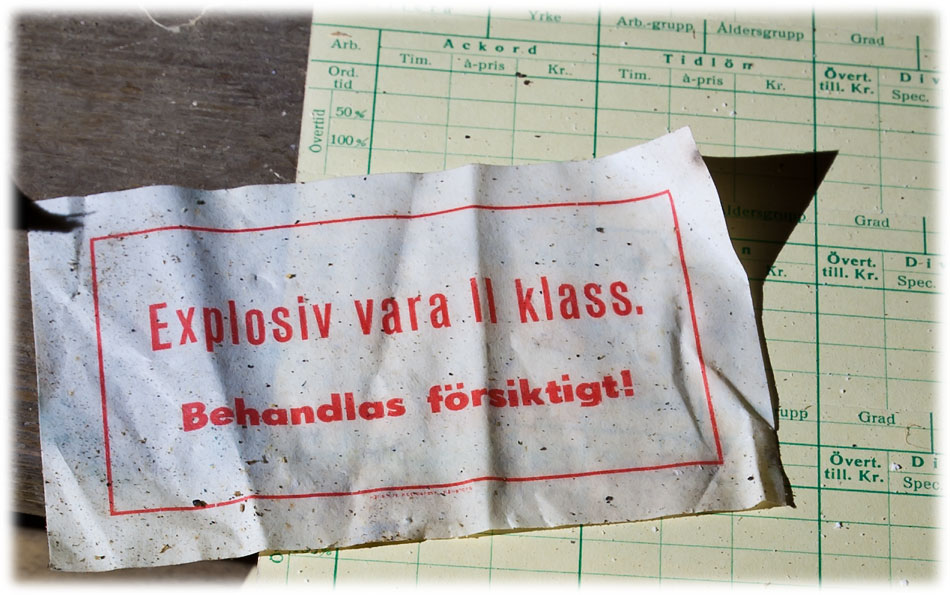 Yrke Arb.-grupp Åldersgrupp Grad
Arb. Ackord Tidlön
Ord. tid Tim. à-pris Kr. Tim. à-pris Kr. Övert. till. Kr. Spec.
Övertid 50 %
100 %
Åldersgrupp Grad
Kr. Övert. till. Kr. Spec.
Explosiv vara II klass.
Behandlas försiktigt!
Grad
Övert. till. Kr. Spec